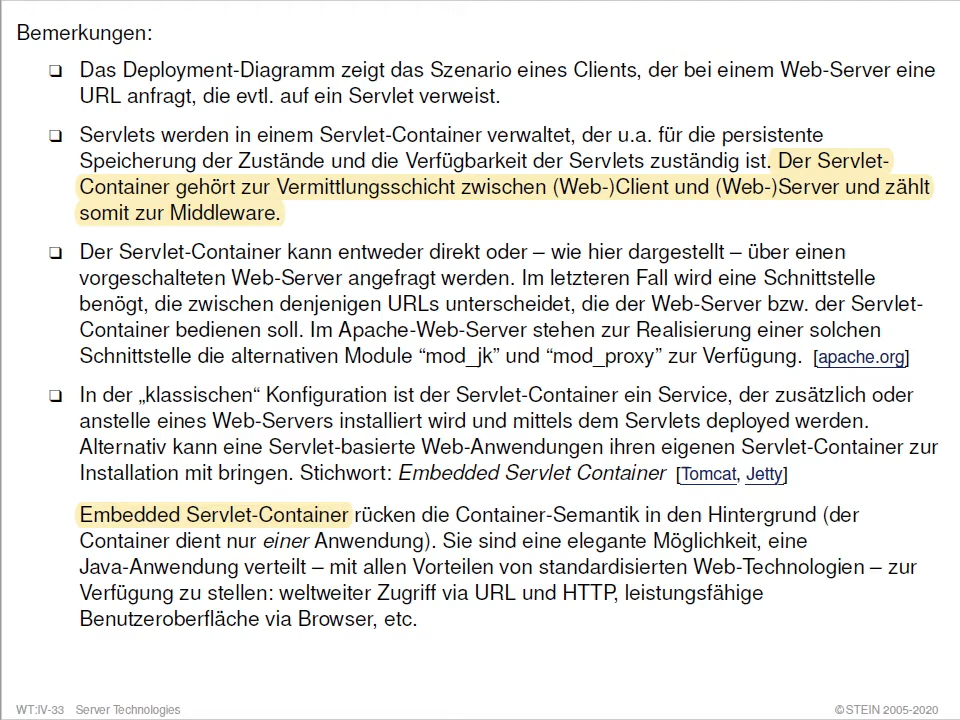 Bemerkungen:
❑ Das Deployment-Diagramm zeigt das Szenario eines Clients, der bei einem Web-Server eine
URL anfragt, die evtl. auf ein Servlet verweist.
❑ Servlets werden in einem Servlet-Container verwaltet, der u.a. für die persistente
Speicherung der Zustände und die Verfügbarkeit der Servlets zuständig ist. Der Servlet-
Container gehört zur Vermittlungsschicht zwischen (Web-)Client und (Web-)Server und zählt
somit zur Middleware.
❑ Der Servlet-Container kann entweder direkt oder – wie hier dargestellt – über einen
vorgeschalteten Web-Server angefragt werden. Im letzteren Fall wird eine Schnittstelle
benögt, die zwischen denjenigen URLs unterscheidet, die der Web-Server bzw. der Servlet-
Container bedienen soll. Im Apache-Web-Server stehen zur Realisierung einer solchen
Schnittstelle die alternativen Module “mod_jk” und “mod_proxy” zur Verfügung. [apache.org]
❑ In der „klassischen“ Konfiguration ist der Servlet-Container ein Service, der zusätzlich oder
anstelle eines Web-Servers installiert wird und mittels dem Servlets deployed werden.
Alternativ kann eine Servlet-basierte Web-Anwendungen ihren eigenen Servlet-Container zur
Installation mit bringen. Stichwort: Embedded Servlet Container [Tomcat, Jetty]
Embedded Servlet-Container rücken die Container-Semantik in den Hintergrund (der
Container dient nur einer Anwendung). Sie sind eine elegante Möglichkeit, eine
Java-Anwendung verteilt – mit allen Vorteilen von standardisierten Web-Technologien – zur
Verfügung zu stellen: weltweiter Zugriff via URL und HTTP, leistungsfähige
Benutzeroberfläche via Browser, etc.
WT:IV-33 Server Technologies
©STEIN 2005-2020